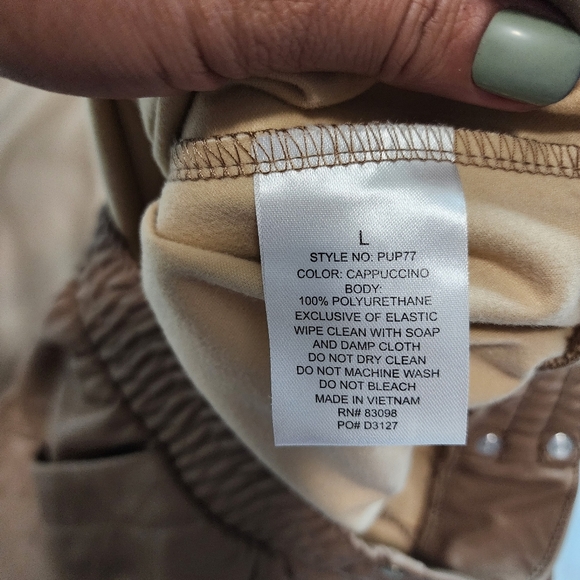 L
STYLE NO: PUP77
COLOR: CAPPUCCINO
BODY:
100% POLYURETHANE
EXCLUSIVE OF ELASTIC
WIPE CLEAN WITH SOAP
AND DAMP CLOTH
DO NOT DRY CLEAN
DO NOT MACHINE WASH
DO NOT BLEACH
MADE IN VIETNAM
RN# 83098
PO# D3127